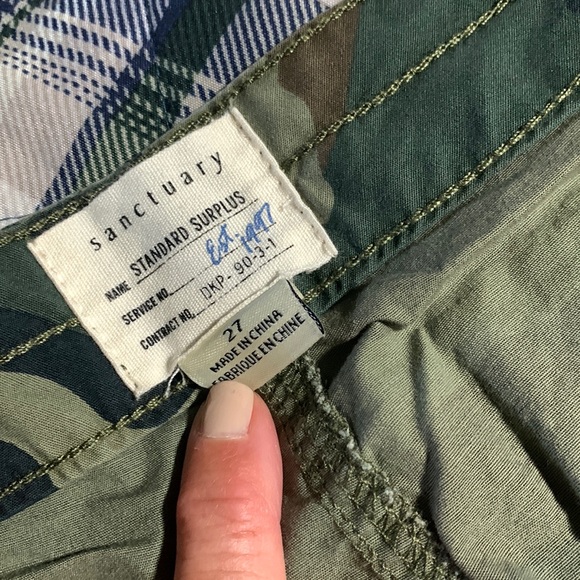 sanctuary
NAME STANDARD SURPLUS
SERVICE NO. Est. 1997
CONTRACT NO. DKP-90-3-1
27
MADE IN CHINA
FABRIQUE EN CHINE